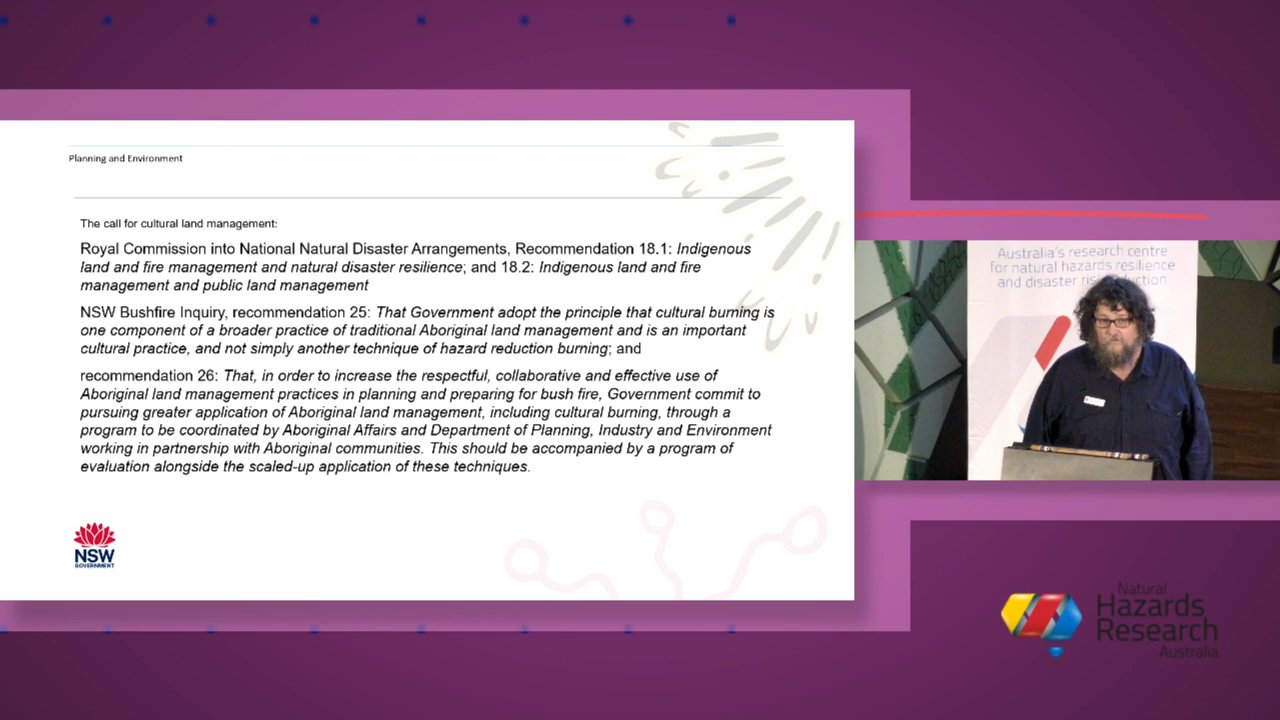 Planning and Environment
The call for cultural land management:
Royal Commission into National Natural Disaster Arrangements, Recommendation 18.1: Indigenous
land and fire management and natural disaster resilience; and 18.2: Indigenous land and fire
management and public land management
NSW Bushfire Inquiry, recommendation 25: That Government adopt the principle that cultural burning is
one component of a broader practice of traditional Aboriginal land management and is an important
cultural practice, and not simply another technique of hazard reduction burning; and
recommendation 26: That, in order to increase the respectful, collaborative and effective use of
Aboriginal land management practices in planning and preparing for bush fire, Government commit to
pursuing greater application of Aboriginal land management, including cultural burning, through a
program to be coordinated by Aboriginal Affairs and Department of Planning, Industry and Environment
working in partnership with Aboriginal communities. This should be accompanied by a program of
evaluation alongside the scaled-up application of these techniques.
NSW
GOVERNMENT
Australia's research centre
for natural hazards resilience
and disaster risk reduction
Natural
Hazards
Research
Australia